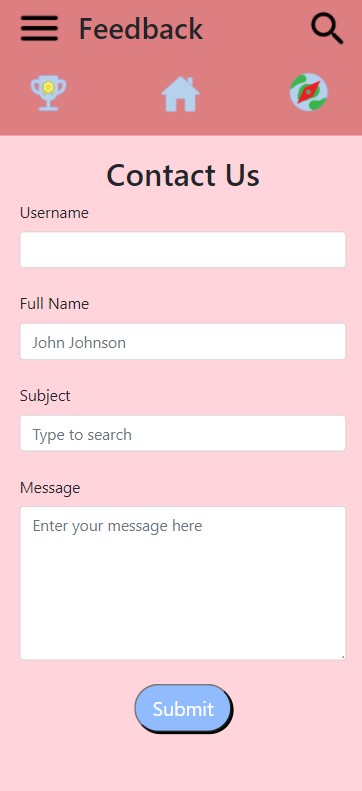 Feedback
Contact Us
Username
Full Name
John Johnson
Subject
Type to search
Message
Enter your message here
Submit